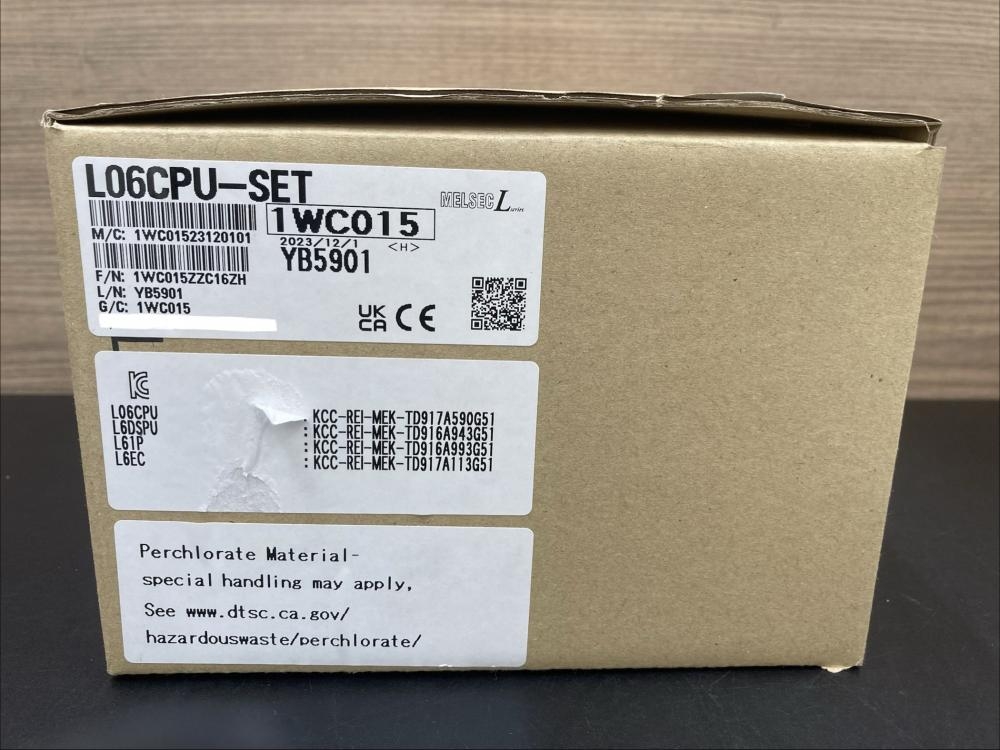 L06CPU-SET
MELSEC L series
1WC015
M/C: 1WC01523120101
2023/12/1 <H>
YB5901
F/N: 1WC015ZZC16ZH
L/N: YB5901
G/C: 1WC015
UK CA CE
L06CPU : KCC-REI-MEK-TD917A590G51
L6DSPU : KCC-REI-MEK-TD916A943G51
L61P : KCC-REI-MEK-TD916A993G51
L6EC : KCC-REI-MEK-TD917A113G51
Perchlorate Material-
special handling may apply,
See www.dtsc.ca.gov/
hazardouswaste/perchlorate/